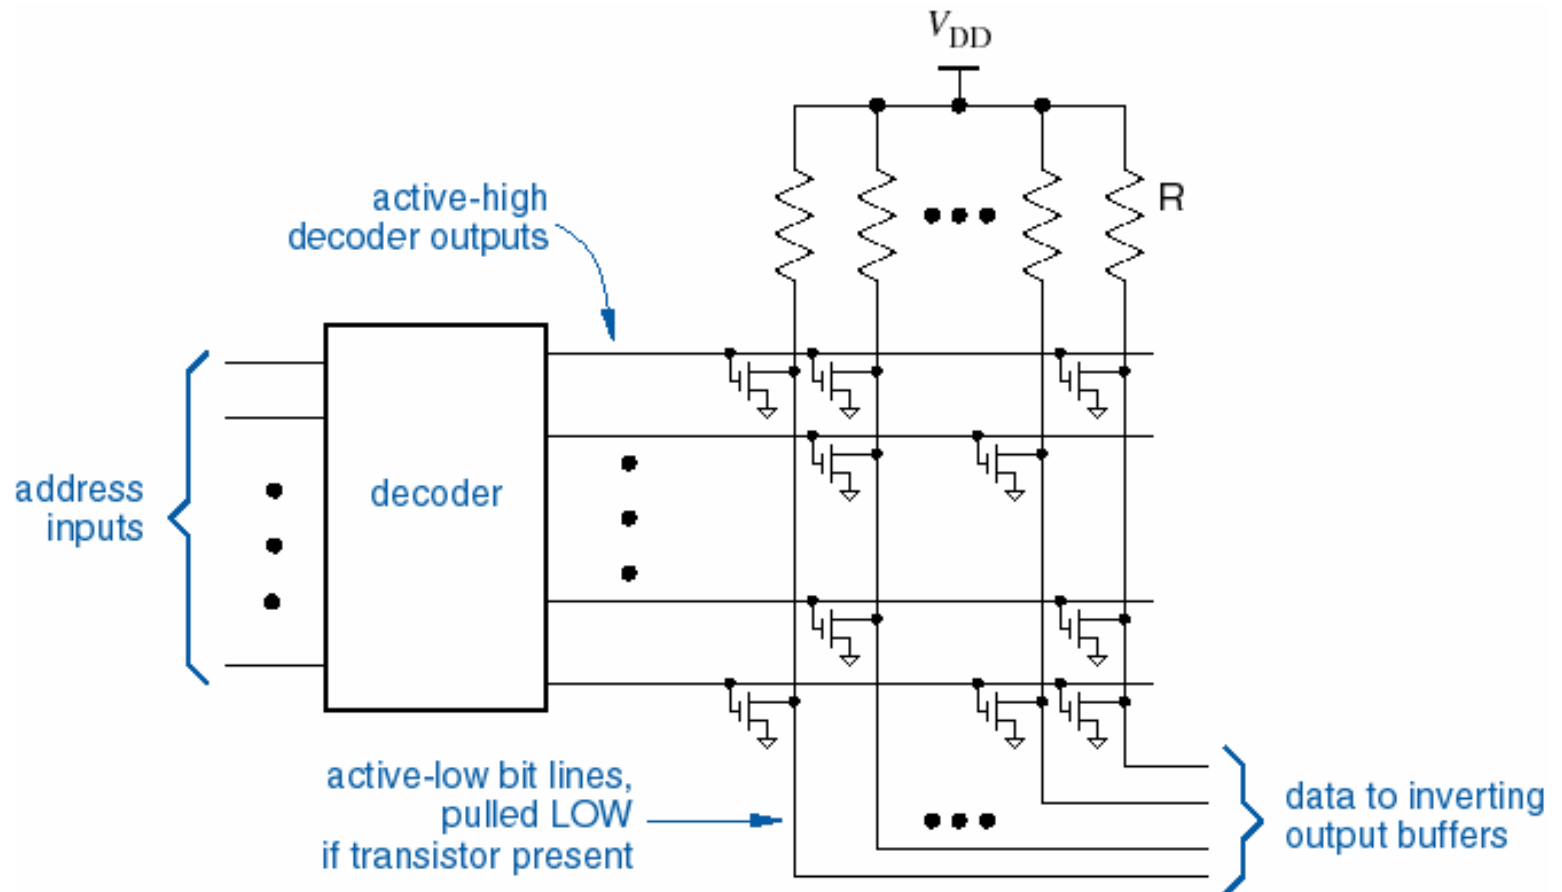 V_DD
R
active-high
decoder outputs
address
inputs
decoder
active-low bit lines,
pulled LOW
if transistor present
data to inverting
output buffers